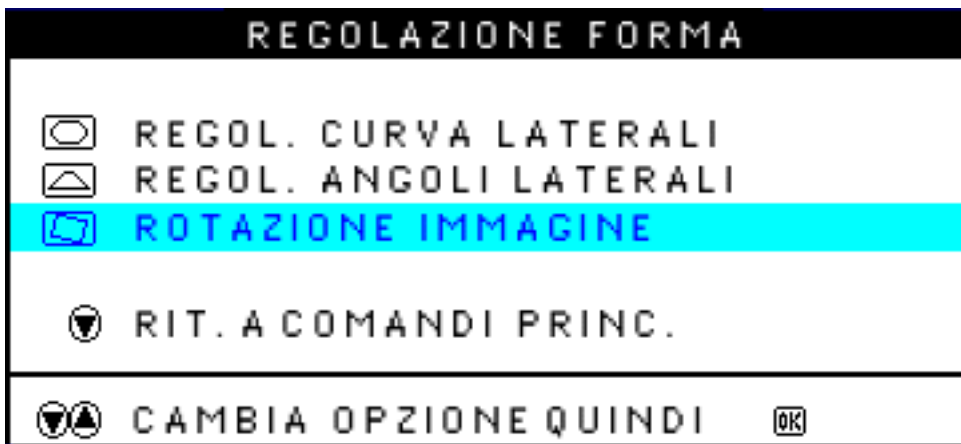 REGOLAZIONE FORMA
REGOL. CURVA LATERALI
REGOL. ANGOLI LATERALI
ROTAZIONE IMMAGINE
RIT. A COMANDI PRINC.
CAMBIA OPZIONE QUINDI OK